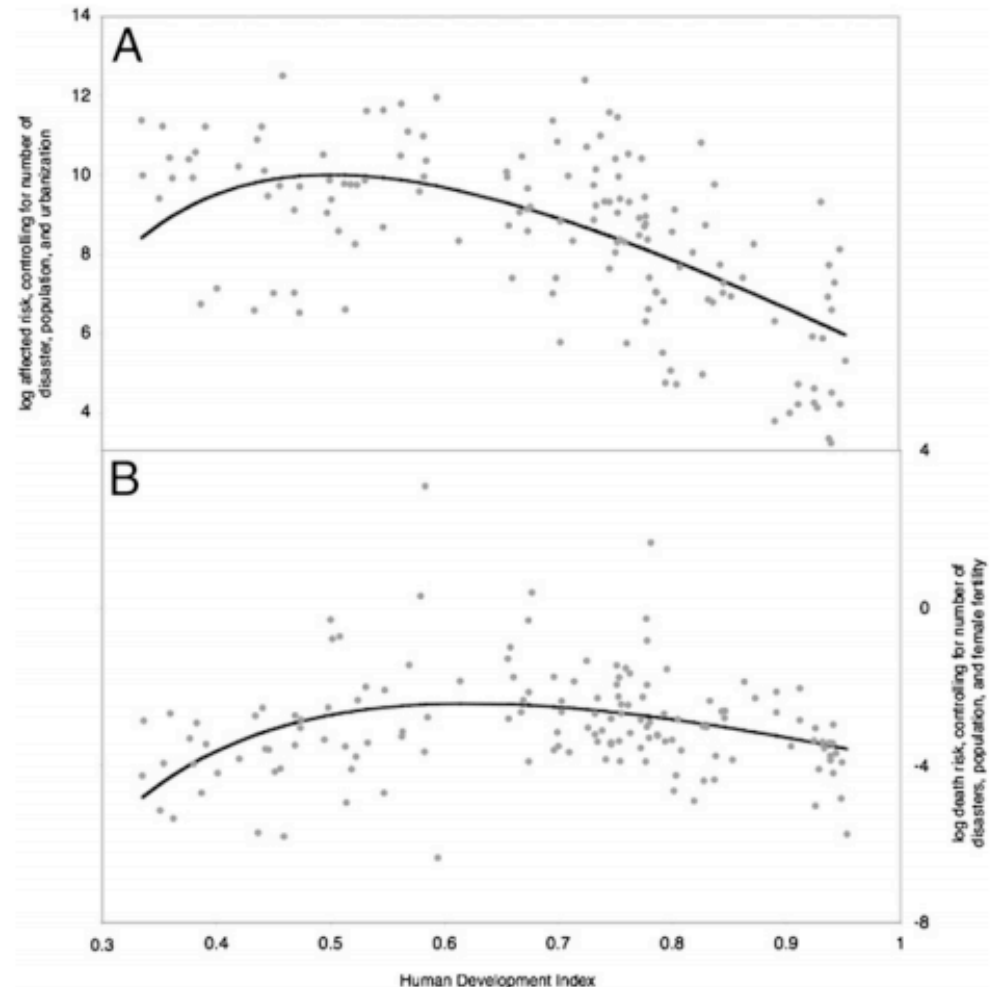 14
A
12
10
8
6
4
log affected risk, controlling for number of
disaster, population, and urbanization
4
B
0
-4
-8
log death risk, controlling for number of
disasters, population, and female fertility
0.3 0.4 0.5 0.6 0.7 0.8 0.9 1
Human Development Index